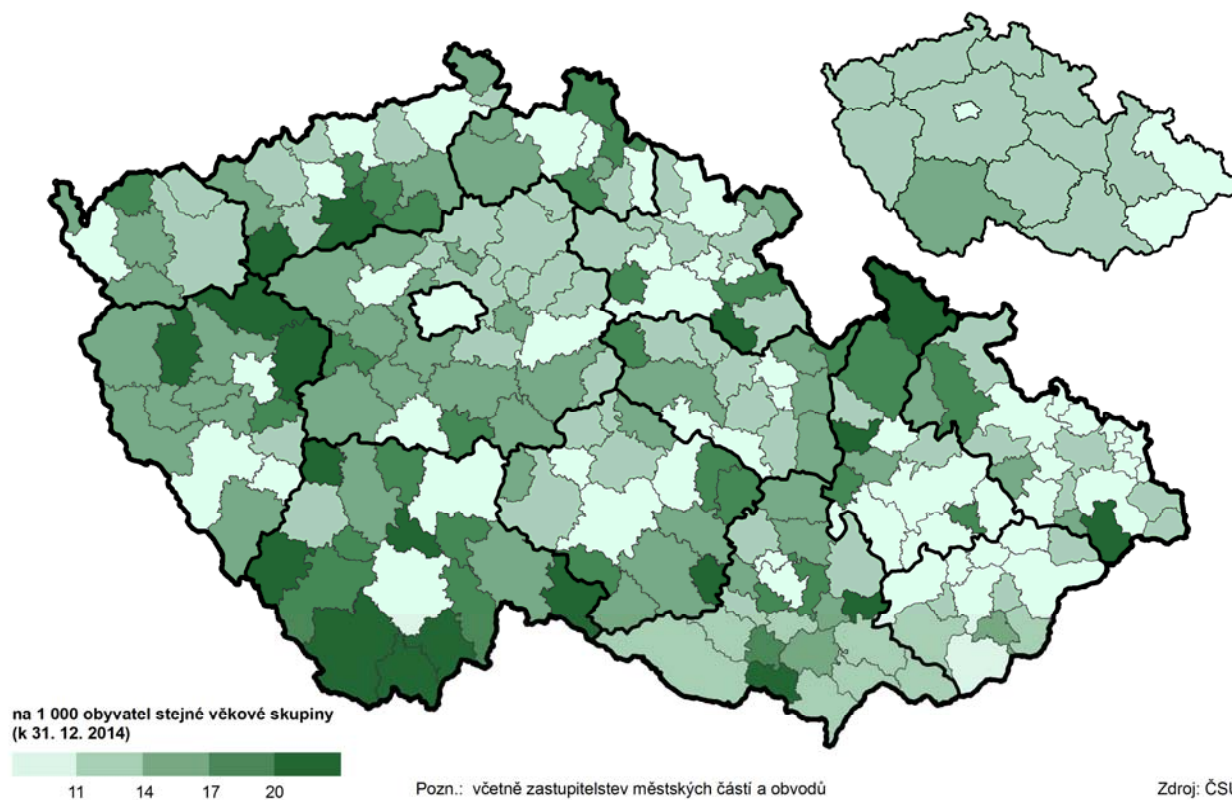 na 1 000 obyvatel stejné věkové skupiny
(k 31. 12. 2014)
11 14 17 20
Pozn.: včetně zastupitelstev městských částí a obvodů
Zdroj: